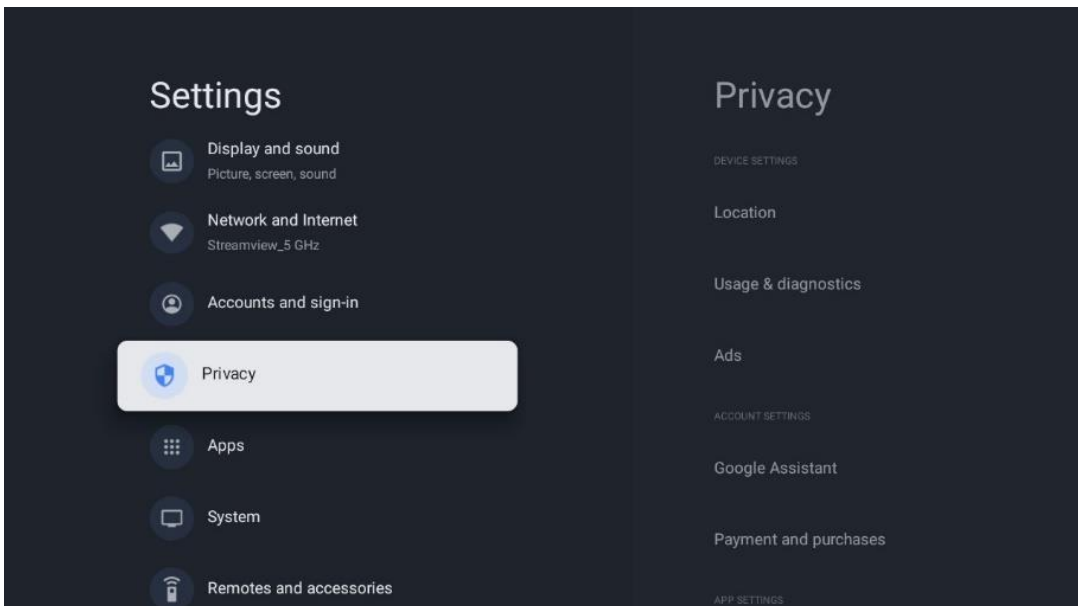 Settings
Display and sound
Picture, screen, sound
Network and Internet
Streamview_5 GHz
Accounts and sign-in
Privacy
Apps
System
Remotes and accessories
Privacy
DEVICE SETTINGS
Location
Usage & diagnostics
Ads
ACCOUNT SETTINGS
Google Assistant
Payment and purchases
APP SETTINGS